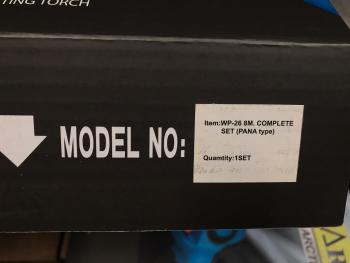 TING TORCH
MODEL NO:
Item:WP-26 8M. COMPLETE
SET (PANA type)
Quantity:1SET